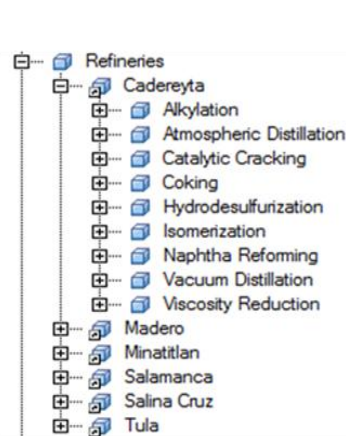 Refineries
Cadereyta
Alkylation
Atmospheric Distillation
Catalytic Cracking
Coking
Hydrodesulfurization
Isomerization
Naphtha Reforming
Vacuum Distillation
Viscosity Reduction
Madero
Minatitlan
Salamanca
Salina Cruz
Tula